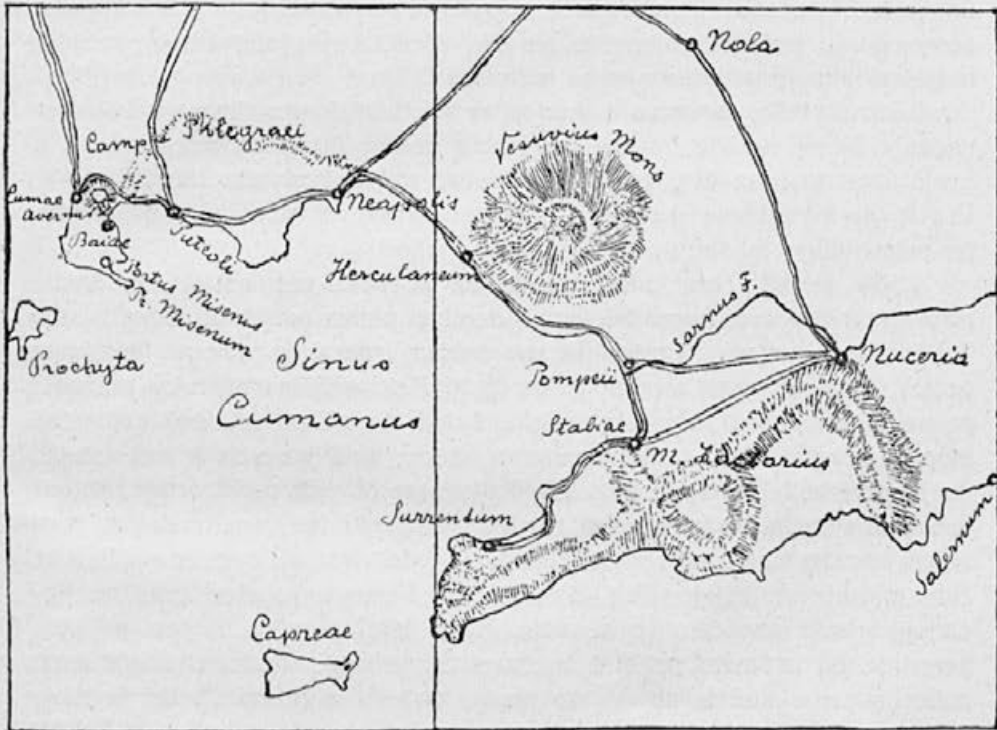 Nola
Phlegraei
Campi
Vesuvius Mons
Cumae
Avernus
Neapolis
Baiae
Puteoli
Herculaneum
Portus Misenus
P. Misenum
Sarnus F.
Prochyta
Sinus
Pompeii
Nuceria
Cumanus
Stabiae
M. Lactarius
Surrentum
Salernum
Capreae